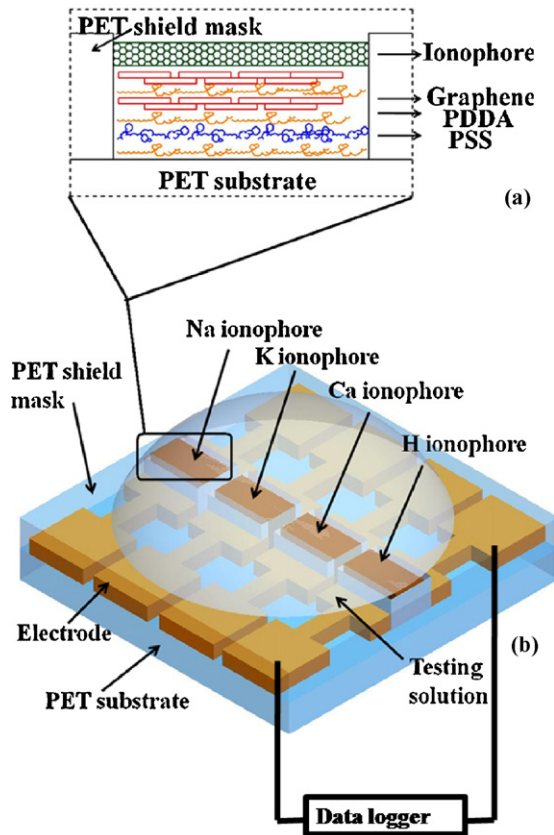 PET shield mask
Ionophore
Graphene
PDDA
PSS
PET substrate
(a)
Na ionophore
K ionophore
PET shield
mask
Ca ionophore
H ionophore
Electrode
(b)
Testing
solution
PET substrate
Data logger